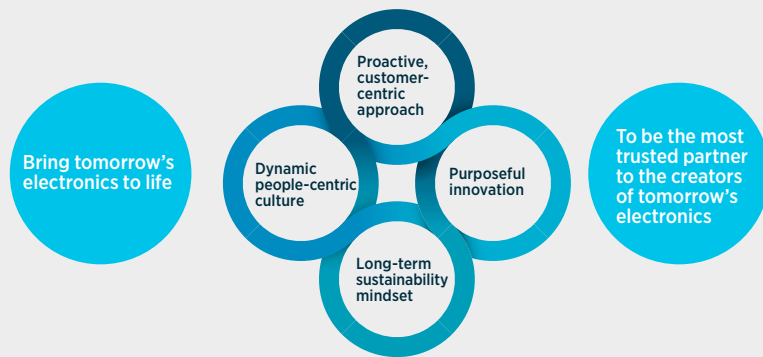 Bring tomorrow's
electronics to life
Proactive,
customer-
centric
approach
Dynamic
people-centric
culture
Purposeful
innovation
Long-term
sustainability
mindset
To be the most
trusted partner
to the creators
of tomorrow's
electronics